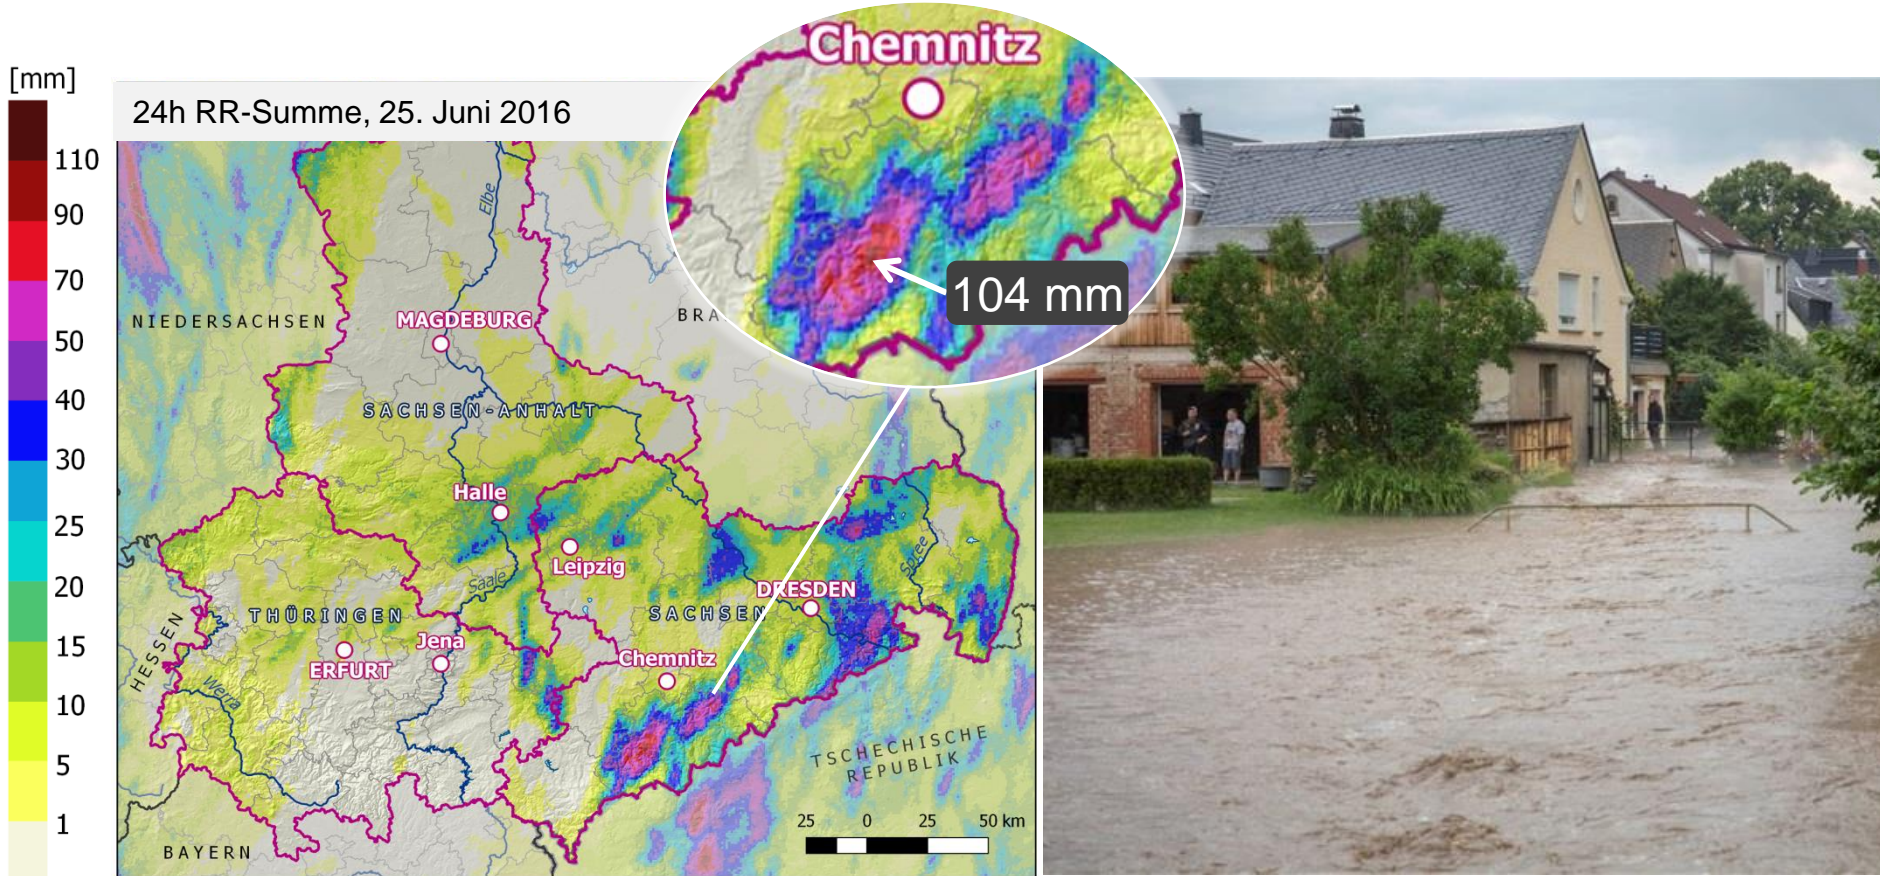 [mm]
110
90
70
50
40
30
25
20
15
10
5
1
24h RR-Summe, 25. Juni 2016
Chemnitz
104 mm
Elbe
NIEDERSACHSEN
MAGDEBURG
BRA
SACHSEN-ANHALT
Halle
Leipzig
Saale
Spree
DRESDEN
SACHSEN
THÜRINGEN
HESSEN
Jena
ERFURT
Chemnitz
Werra
TSCHECHISCHE
REPUBLIK
BAYERN
25 0 25 50 km